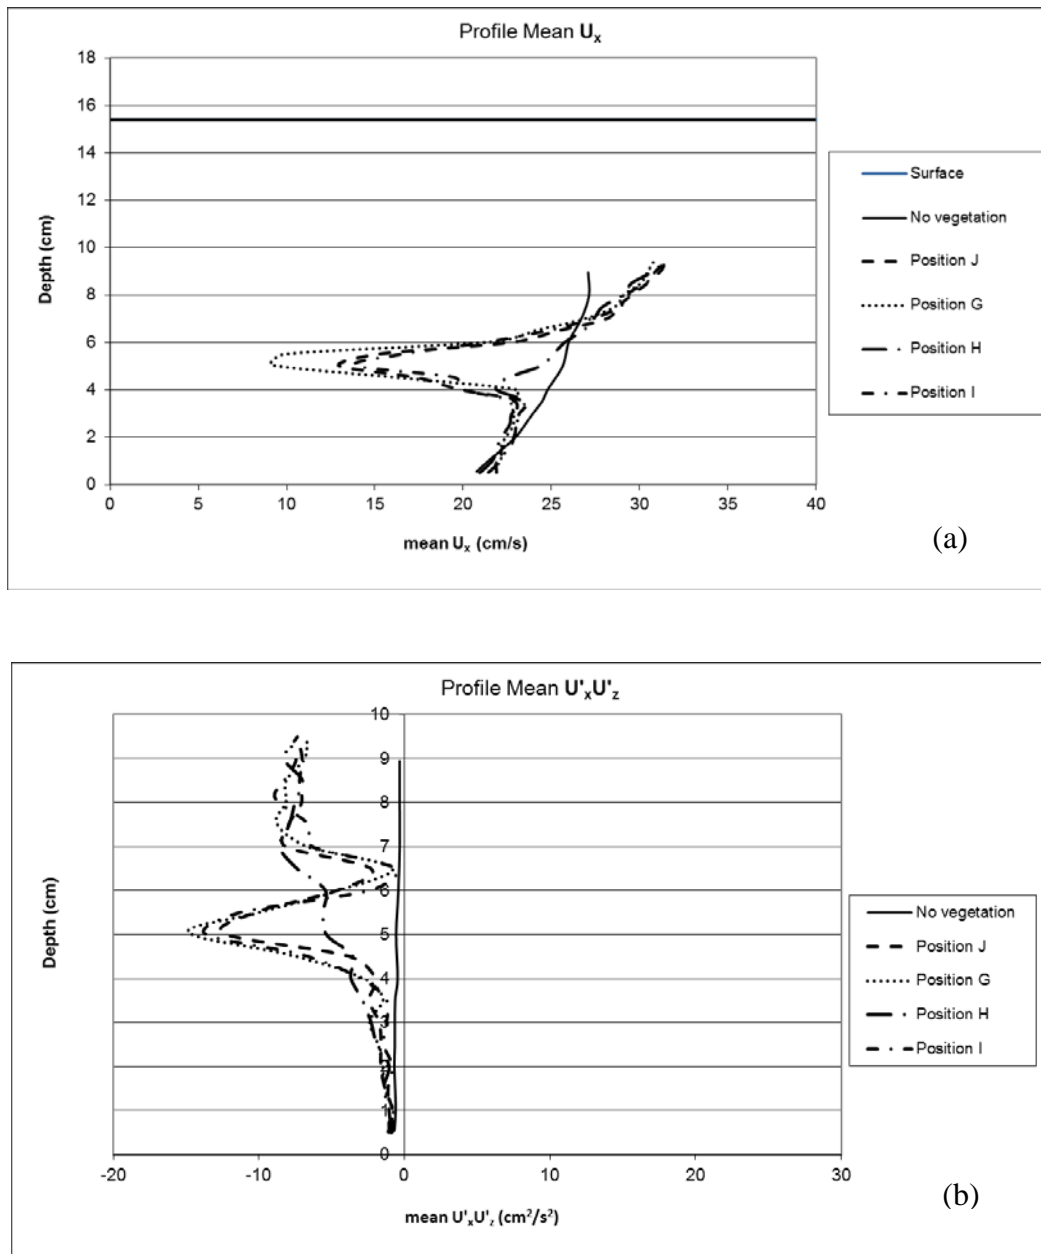 Profile Mean Ux
18
16
14
12
10
8
6
4
2
0
0 5 10 15 20 25 30 35 40
Depth (cm)
mean Ux (cm/s)
Surface
No vegetation
Position J
Position G
Position H
Position I
(a)
Profile Mean U'xU'z
10
9
8
7
6
5
4
3
2
1
0
-20 -10 0 10 20 30
Depth (cm)
mean U'xU'z (cm²/s²)
No vegetation
Position J
Position G
Position H
Position I
(b)